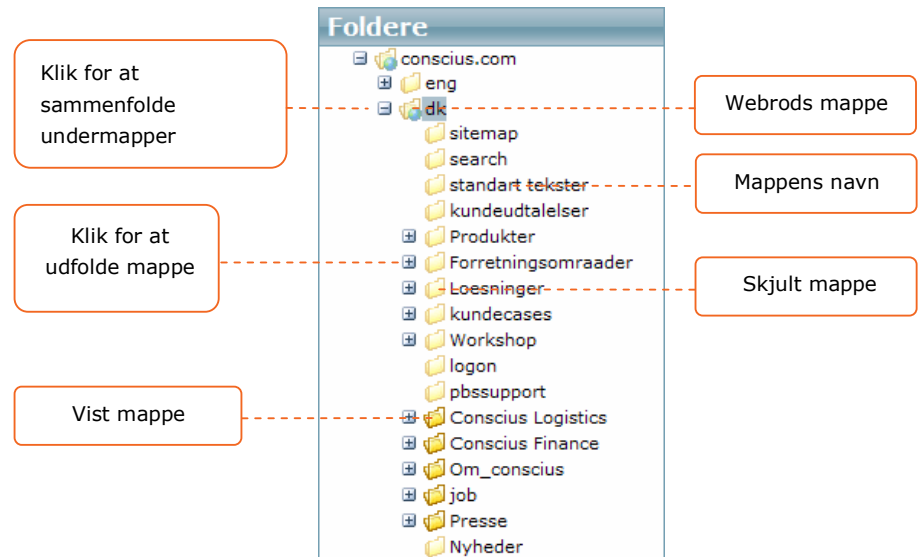 Foldere
conscius.com
eng
dk
sitemap
search
standart tekster
kundeudtalelser
Produkter
Forretningsomraader
Loesninger
kundecases
Workshop
logon
pbssupport
Conscius Logistics
Conscius Finance
Om_conscius
job
Presse
Nyheder
Klik for at
sammenfolde
undermapper
Klik for at
udfolde mappe
Vist mappe
Webrods mappe
Mappens navn
Skjult mappe